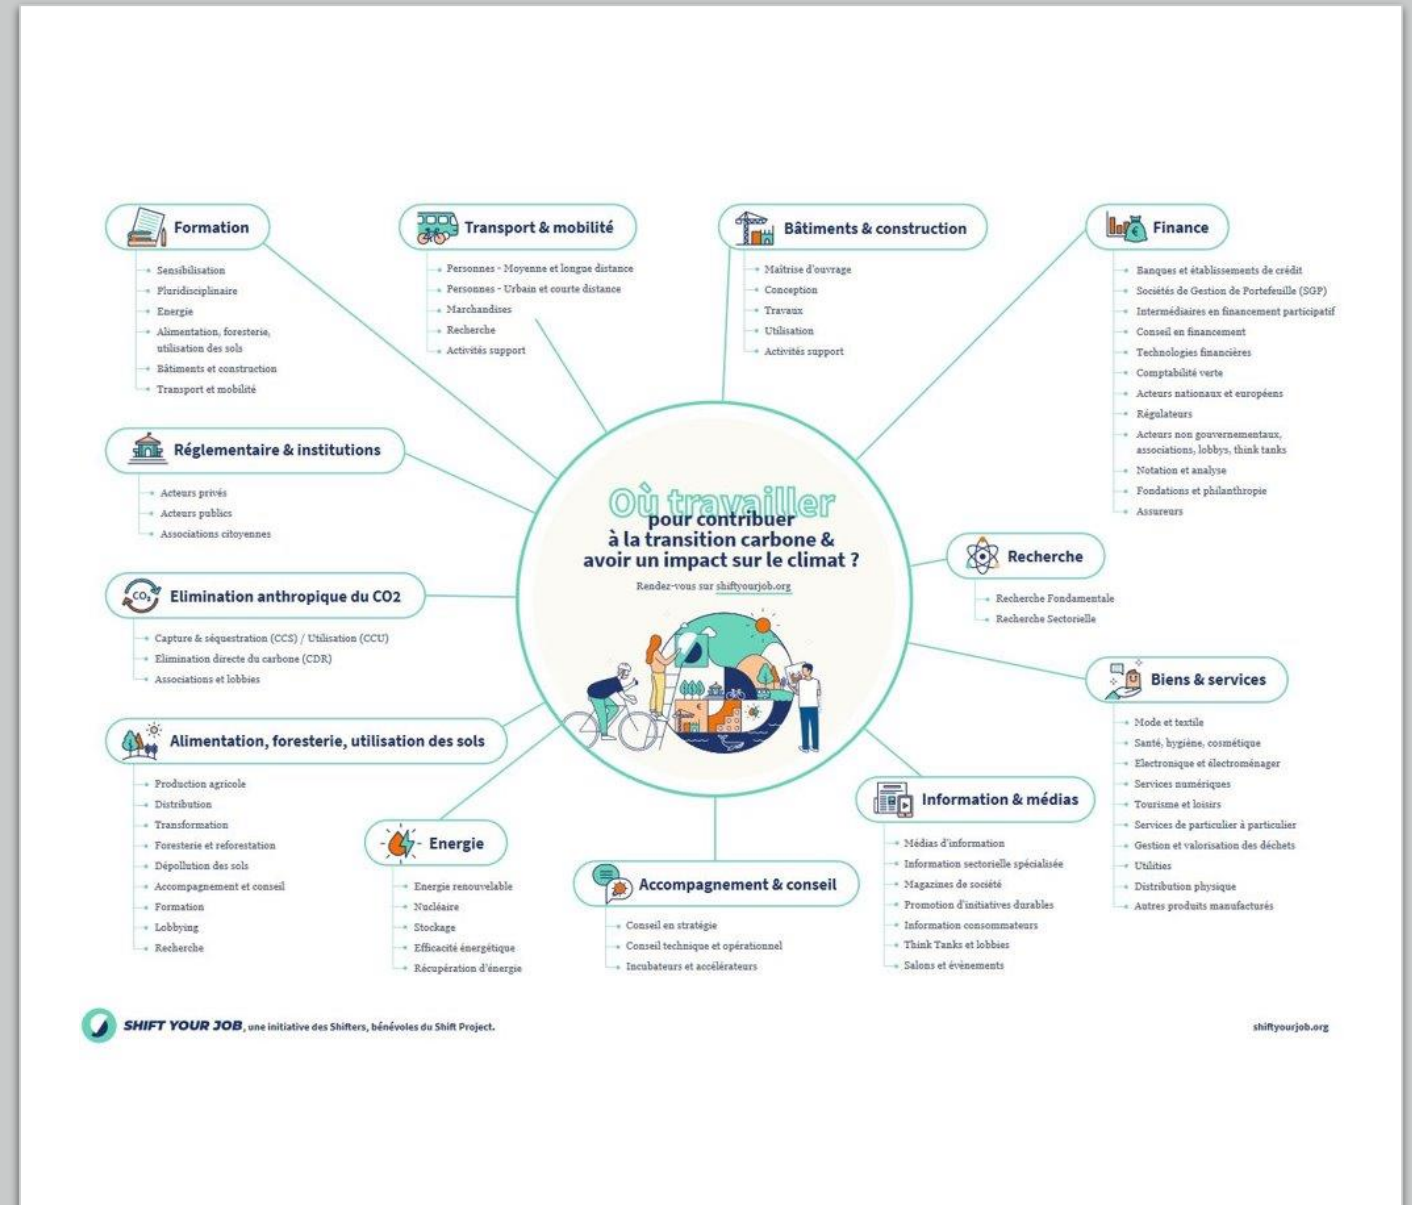 Formation
Sensibilisation
Pluridisciplinaire
Energie
Alimentation, foresterie,
utilisation des sols
Bâtiments et construction
Transport et mobilité
Transport & mobilité
Personnes - Moyenne et longue distance
Personnes - Urbain et courte distance
Marchandises
Recherche
Activités support
Bâtiments & construction
Maîtrise d'ouvrage
Conception
Travaux
Utilisation
Activités support
Finance
€
Banques et établissements de crédit
Sociétés de Gestion de Portefeuille (SGP)
Intermédiaires en financement participatif
Conseil en financement
Technologies financières
Comptabilité verte
Acteurs nationaux et européens
Régulateurs
Acteurs non gouvernementaux,
associations, lobbys, think tanks
Notation et analyse
Fondations et philanthropie
Assureurs
Réglementaire & institutions
Acteurs privés
Acteurs publics
Associations citoyennes
Où travailler
pour contribuer
à la transition carbone &
avoir un impact sur le climat ?
Rendez-vous sur shiftyourjob.org
Recherche
Recherche Fondamentale
Recherche Sectorielle
CO₂
Elimination anthropique du CO2
Capture & séquestration (CCS) / Utilisation (CCU)
Elimination directe du carbone (CDR)
Associations et lobbies
Biens & services
Mode et textile
Santé, hygiène, cosmétique
Electronique et électroménager
Services numériques
Tourisme et loisirs
Services de particulier à particulier
Gestion et valorisation des déchets
Utilities
Distribution physique
Autres produits manufacturés
Alimentation, foresterie, utilisation des sols
Production agricole
Distribution
Transformation
Foresterie et reforestation
Dépollution des sols
Accompagnement et conseil
Formation
Lobbying
Recherche
Energie
Energie renouvelable
Nucléaire
Stockage
Efficacité énergétique
Récupération d'énergie
Accompagnement & conseil
Conseil en stratégie
Conseil technique et opérationnel
Incubateurs et accélérateurs
Information & médias
Médias d'information
Information sectorielle spécialisée
Magazines de société
Promotion d'initiatives durables
Information consommateurs
Think Tanks et lobbies
Salons et évènements
SHIFT YOUR JOB, une initiative des Shifters, bénévoles du Shift Project.
shiftyourjob.org